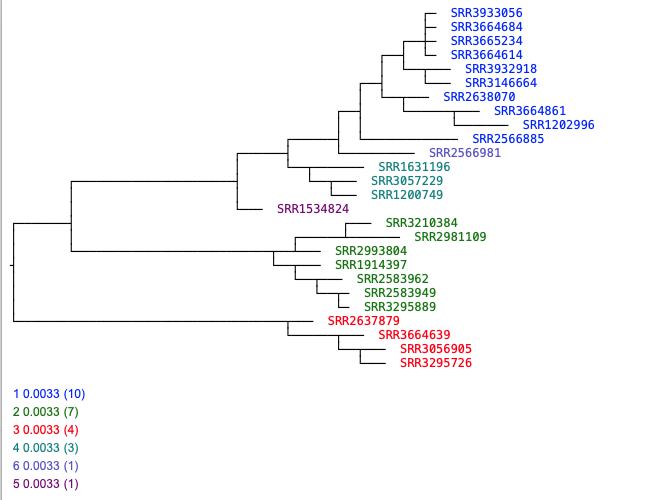 SRR3933056
SRR3664684
SRR3665234
SRR3664614
SRR3932918
SRR3146664
SRR2638070
SRR3664861
SRR1202996
SRR2566885
SRR2566981
SRR1631196
SRR3057229
SRR1200749
SRR1534824
SRR3210384
SRR2981109
SRR2993804
SRR1914397
SRR2583962
SRR2583949
SRR3295889
SRR2637879
SRR3664639
SRR3056905
SRR3295726
1 0.0033 (10)
2 0.0033 (7)
3 0.0033 (4)
4 0.0033 (3)
6 0.0033 (1)
5 0.0033 (1)